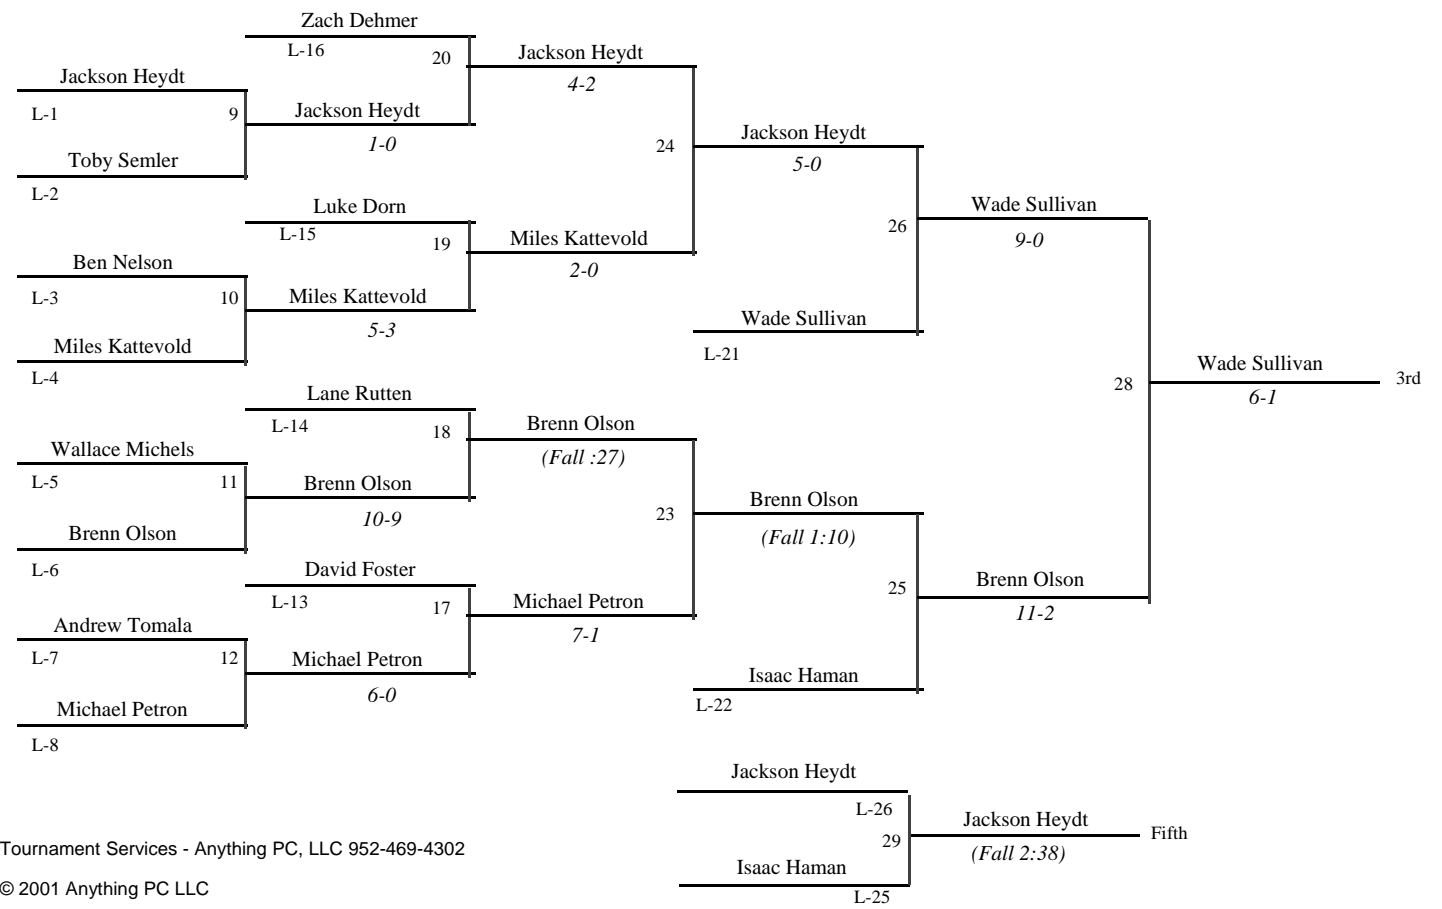 Zach Dehmer
L-16
20
Jackson Heydt
4-2
Jackson Heydt
L-1
9
Jackson Heydt
1-0
Toby Semler
L-2
24
Jackson Heydt
5-0
Luke Dorn
L-15
19
Miles Kattevold
2-0
Ben Nelson
L-3
10
Miles Kattevold
5-3
Miles Kattevold
L-4
26
Wade Sullivan
9-0
Wade Sullivan
L-21
28
Wade Sullivan
6-1
3rd
Lane Rutten
L-14
18
Brenn Olson
(Fall :27)
Wallace Michels
L-5
11
Brenn Olson
10-9
Brenn Olson
L-6
23
Brenn Olson
(Fall 1:10)
David Foster
L-13
17
Michael Petron
7-1
25
Brenn Olson
11-2
Andrew Tomala
L-7
12
Michael Petron
6-0
Michael Petron
L-8
Isaac Haman
L-22
Jackson Heydt
L-26
29
Jackson Heydt
(Fall 2:38)
Fifth
Isaac Haman
L-25
Tournament Services - Anything PC, LLC 952-469-4302
© 2001 Anything PC LLC